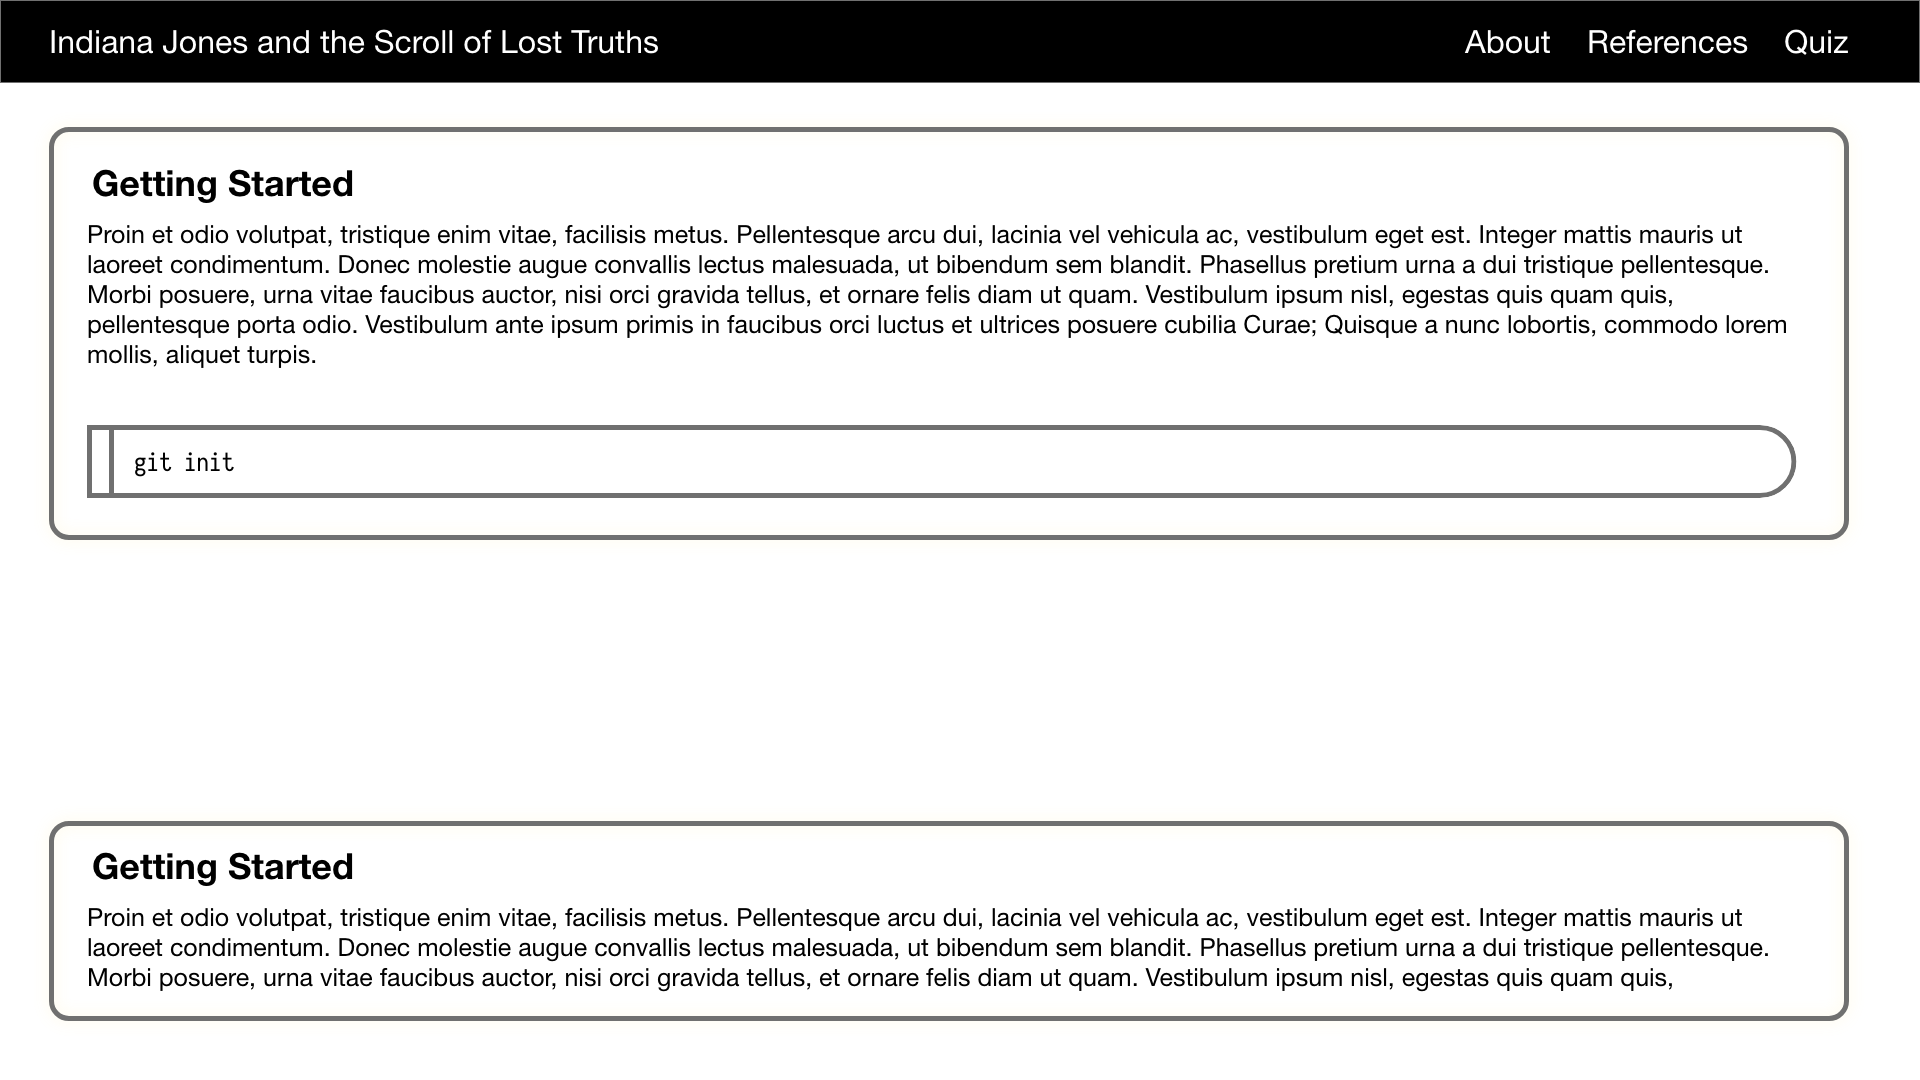 Indiana Jones and the Scroll of Lost Truths
About References Quiz
Getting Started
Proin et odio volutpat, tristique enim vitae, facilisis metus. Pellentesque arcu dui, lacinia vel vehicula ac, vestibulum eget est. Integer mattis mauris ut
laoreet condimentum. Donec molestie augue convallis lectus malesuada, ut bibendum sem blandit. Phasellus pretium urna a dui tristique pellentesque.
Morbi posuere, urna vitae faucibus auctor, nisi orci gravida tellus, et ornare felis diam ut quam. Vestibulum ipsum nisl, egestas quis quam quis,
pellentesque porta odio. Vestibulum ante ipsum primis in faucibus orci luctus et ultrices posuere cubilia Curae; Quisque a nunc lobortis, commodo lorem
mollis, aliquet turpis.
git init
Getting Started
Proin et odio volutpat, tristique enim vitae, facilisis metus. Pellentesque arcu dui, lacinia vel vehicula ac, vestibulum eget est. Integer mattis mauris ut
laoreet condimentum. Donec molestie augue convallis lectus malesuada, ut bibendum sem blandit. Phasellus pretium urna a dui tristique pellentesque.
Morbi posuere, urna vitae faucibus auctor, nisi orci gravida tellus, et ornare felis diam ut quam. Vestibulum ipsum nisl, egestas quis quam quis,